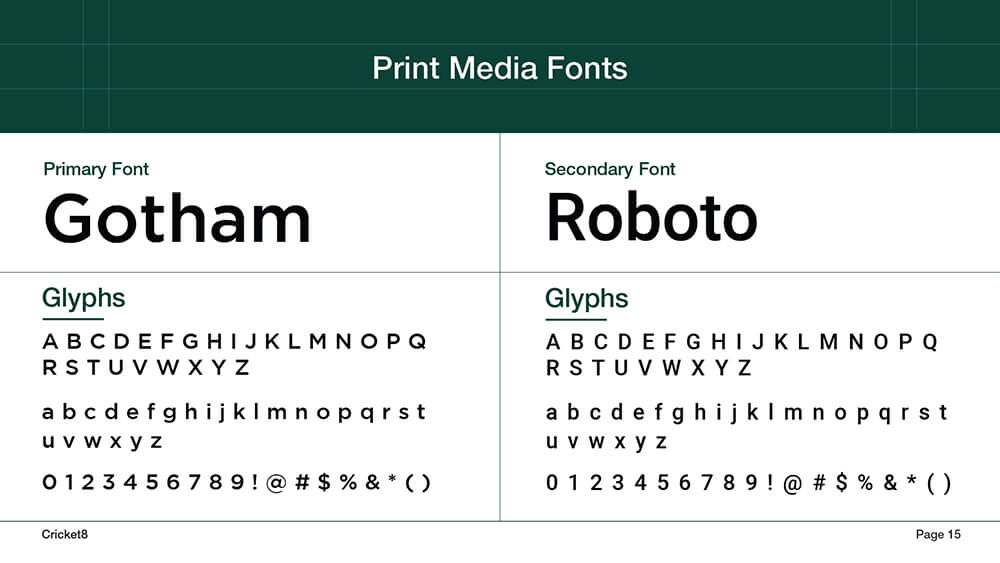 Print Media Fonts
Primary Font
Gotham
Glyphs
A B C D E F G H I J K L M N O P Q
R S T U V W X Y Z
a b c d e f g h i j k l m n o p q r s t
u v w x y z
0 1 2 3 4 5 6 7 8 9 ! @ # $ % & * ( )
Secondary Font
Roboto
Glyphs
A B C D E F G H I J K L M N O P Q
R S T U V W X Y Z
a b c d e f g h i j k l m n o p q r s t
u v w x y z
0 1 2 3 4 5 6 7 8 9 ! @ # $ % & * ( )
Cricket8
Page 15